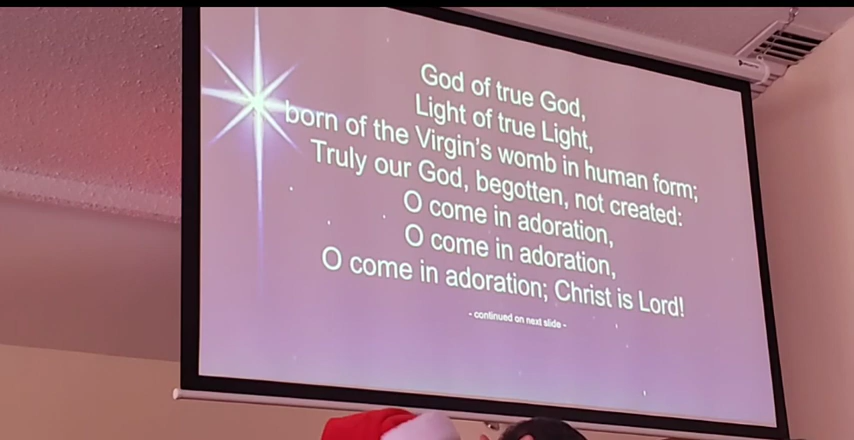 God of true God,
Light of true Light,
born of the Virgin's womb in human form;
Truly our God, begotten, not created:
O come in adoration,
O come in adoration,
O come in adoration; Christ is Lord!
- continued on next slide -